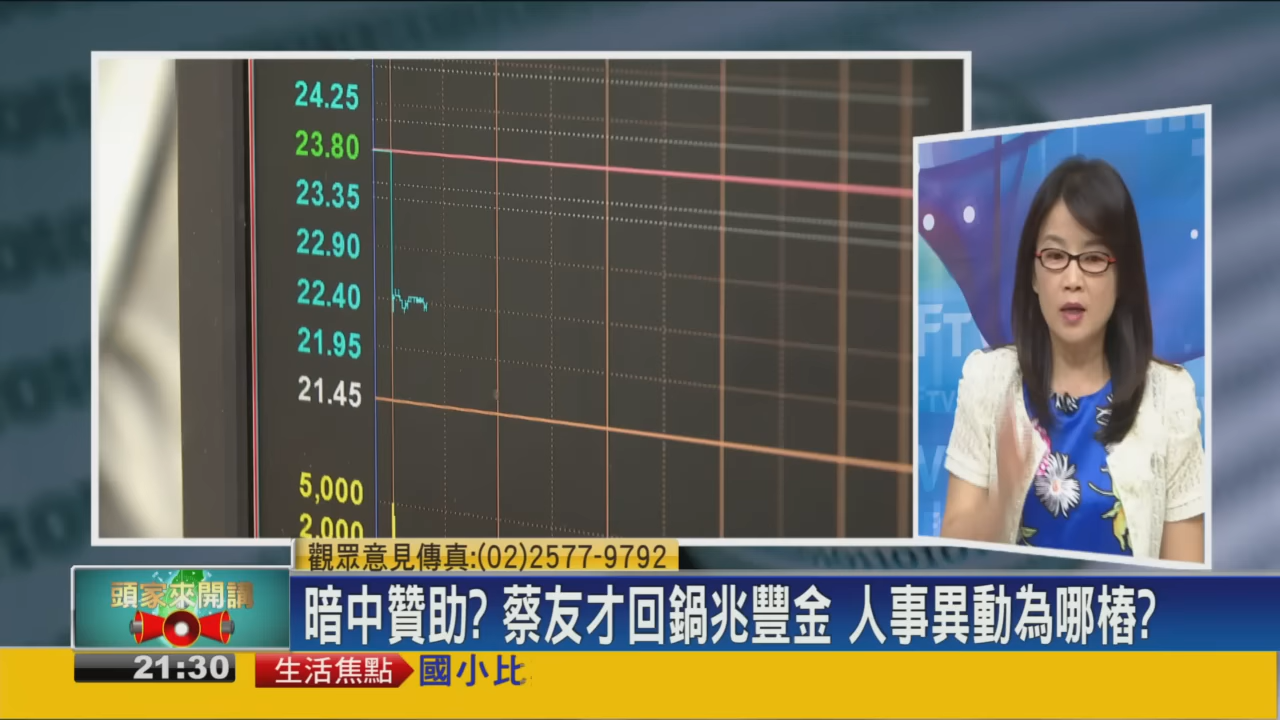 24.25
23.80
23.35
22.90
22.40
21.95
21.45
5,000
2,000
FT
觀眾意見傳真:(02)2577-9792
頭家來開講
暗中贊助? 蔡友才回鍋兆豐金 人事異動為哪樁?
21:30
生活焦點 國小比